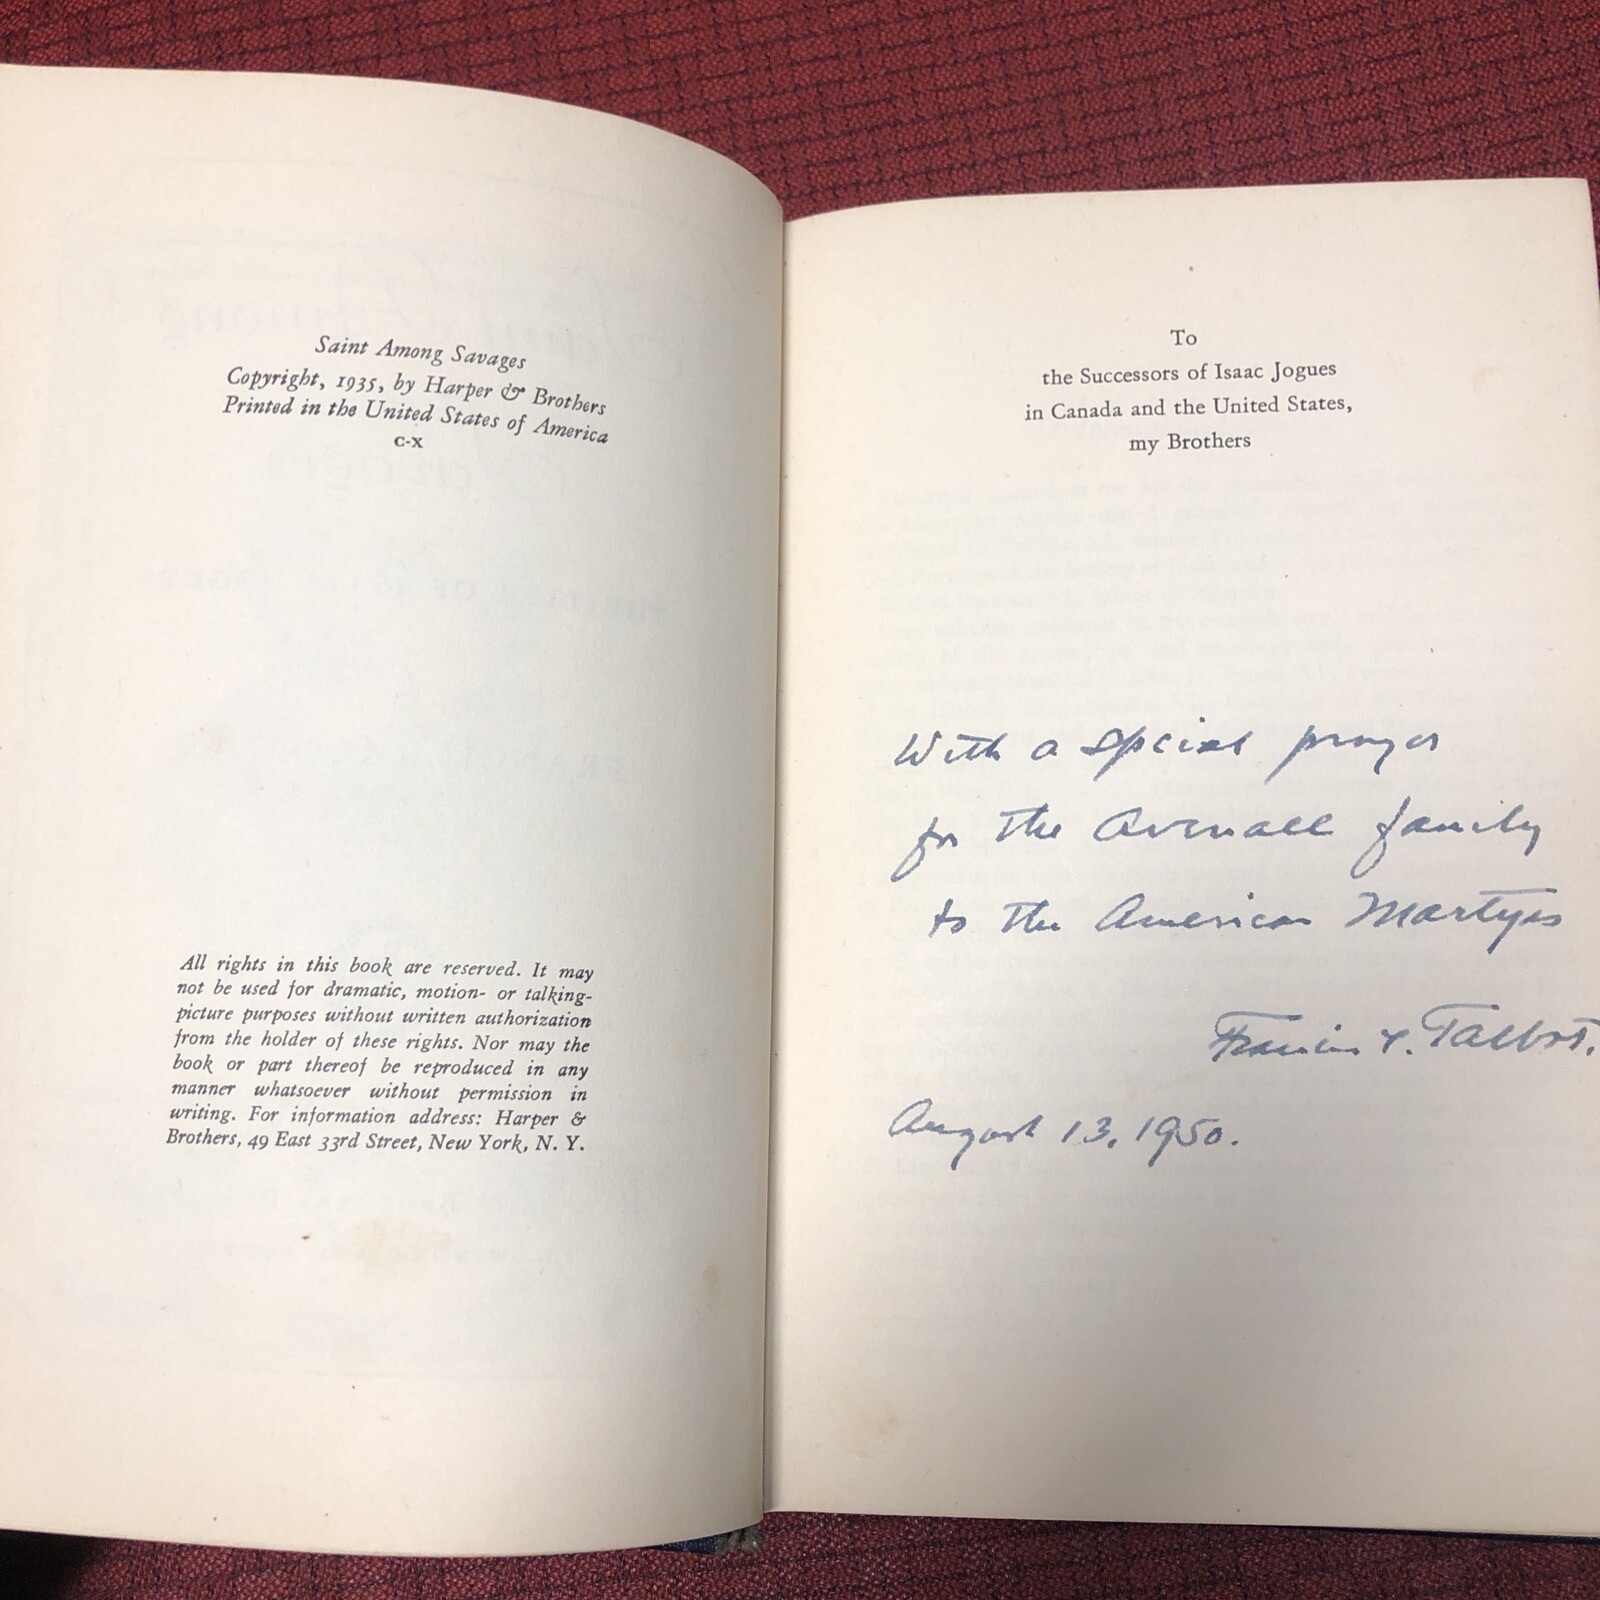 Saint Among Savages
Copyright, 1935, by Harper & Brothers
Printed in the United States of America
C-X
All rights in this book are reserved. It may
not be used for dramatic, motion- or talking-
picture purposes without written authorization
from the holder of these rights. Nor may the
book or part thereof be reproduced in any
manner whatsoever without permission in
writing. For information address: Harper &
Brothers, 49 East 33rd Street, New York, N. Y.
To
the Successors of Isaac Jogues
in Canada and the United States,
my Brothers
With a special prayer
for the family
to the American Martyrs
Francis X. Talbot.
August 13, 1950.